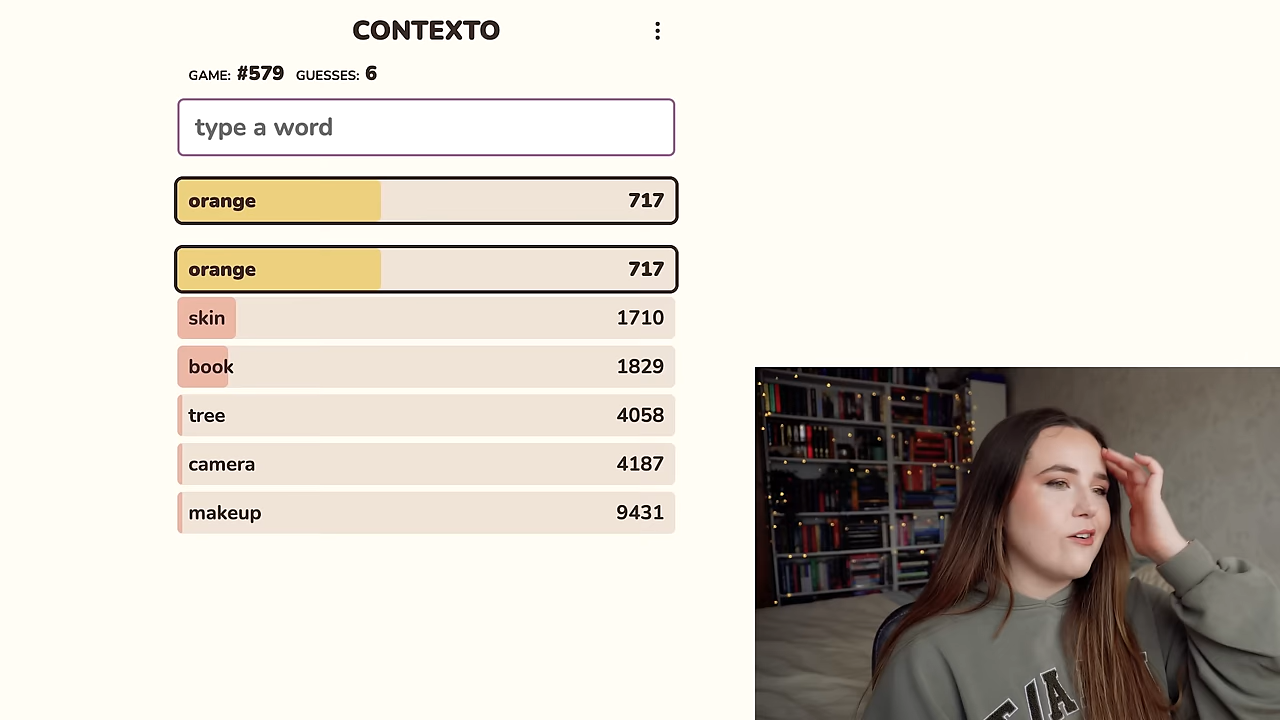 CONTEXTO
GAME: #579 GUESSES: 6
type a word
orange 717
orange 717
skin 1710
book 1829
tree 4058
camera 4187
makeup 9431